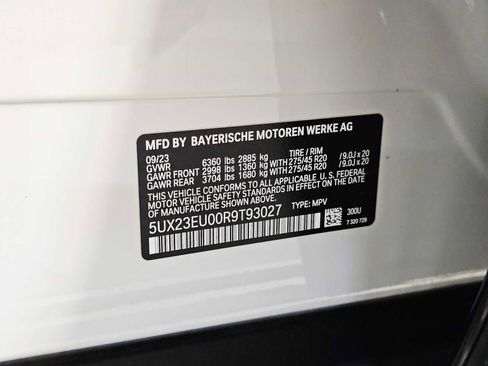 MFD BY BAYERISCHE MOTOREN WERKE AG
09/23
GVWR 6360 lbs 2885 kg TIRE / RIM
GAWR FRONT 2998 lbs 1360 kg WITH 275/45 R20 /9.0J x 20
GAWR REAR 3704 lbs 1680 kg WITH 275/45 R20 /9.0J x 20
THIS VEHICLE CONFORMS TO ALL APPLICABLE U.S. FEDERAL
MOTOR VEHICLE SAFETY STANDARDS IN EFFECT ON THE
DATE OF MANUFACTURE SHOWN ABOVE.
5UX23EU00R9T93027 TYPE: MPV
300U
7 320 729